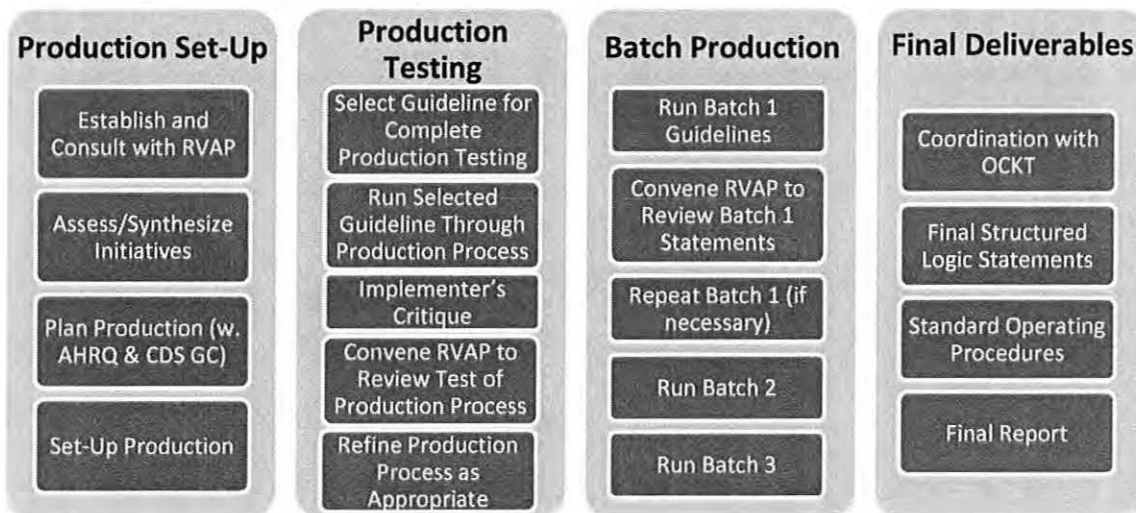 Production Set-Up
Establish and
Consult with RVAP
Assess/Synthesize
Initiatives
Plan Production (w.
AHRQ & CDS GC)
Set-Up Production
Production
Testing
Select Guideline for
Complete
Production Testing
Run Selected
Guideline Through
Production Process
Implementer's
Critique
Convene RVAP to
Review Test of
Production Process
Refine Production
Process as
Appropriate
Batch Production
Run Batch 1
Guidelines
Convene RVAP to
Review Batch 1
Statements
Repeat Batch 1 (if
necessary)
Run Batch 2
Run Batch 3
Final Deliverables
Coordination with
OCKT
Final Structured
Logic Statements
Standard Operating
Procedures
Final Report